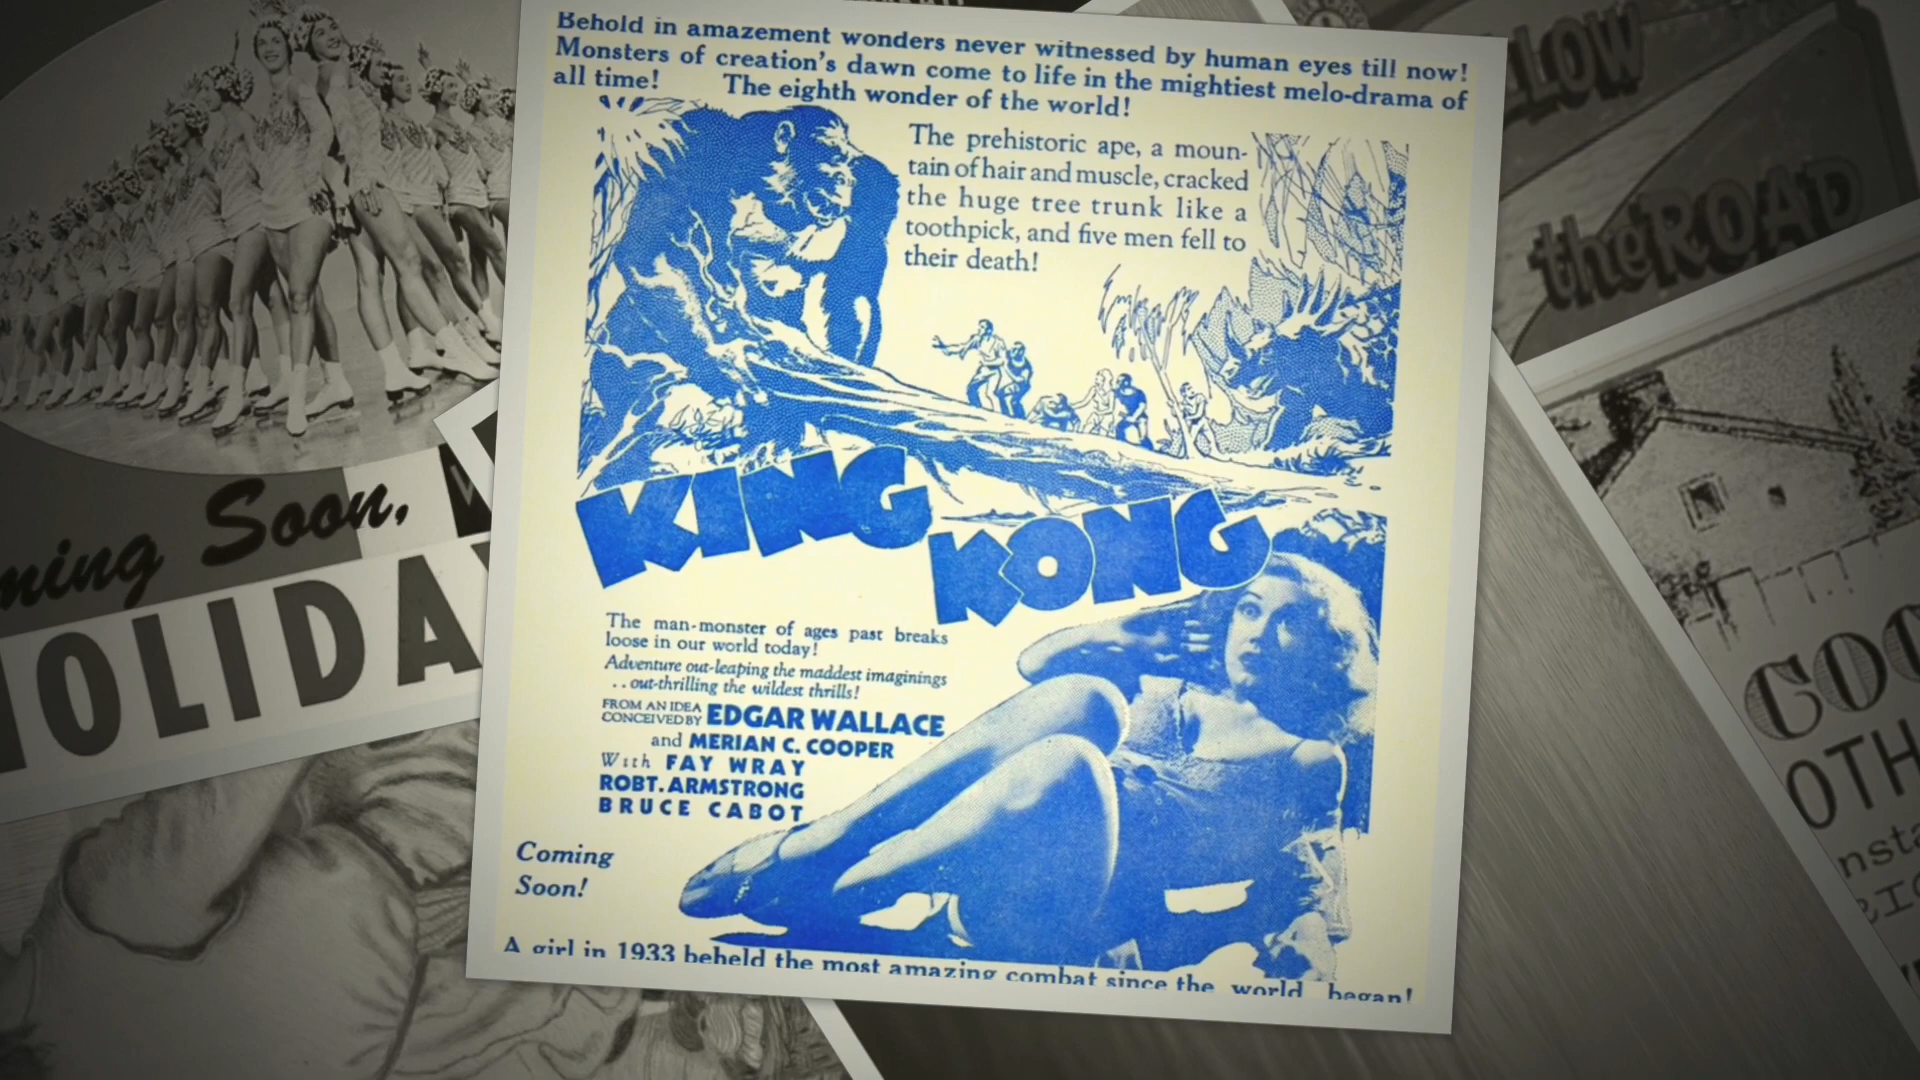 Behold in amazement wonders never witnessed by human eyes till now!
Monsters of creation's dawn come to life in the mightiest melo-drama of
all time! The eighth wonder of the world!
The prehistoric ape, a moun-
tain of hair and muscle, cracked
the huge tree trunk like a
toothpick, and five men fell to
their death!
KING
KONG
The man-monster of ages past breaks
loose in our world today!
Adventure out-leaping the maddest imaginings
. . out-thrilling the wildest thrills!
FROM AN IDEA
CONCEIVED BY EDGAR WALLACE
and MERIAN C. COOPER
With FAY WRAY
ROBT. ARMSTRONG
BRUCE CABOT
Coming
Soon!
A girl in 1933 beheld the most amazing combat since the world began!
Soon,
the ROAD